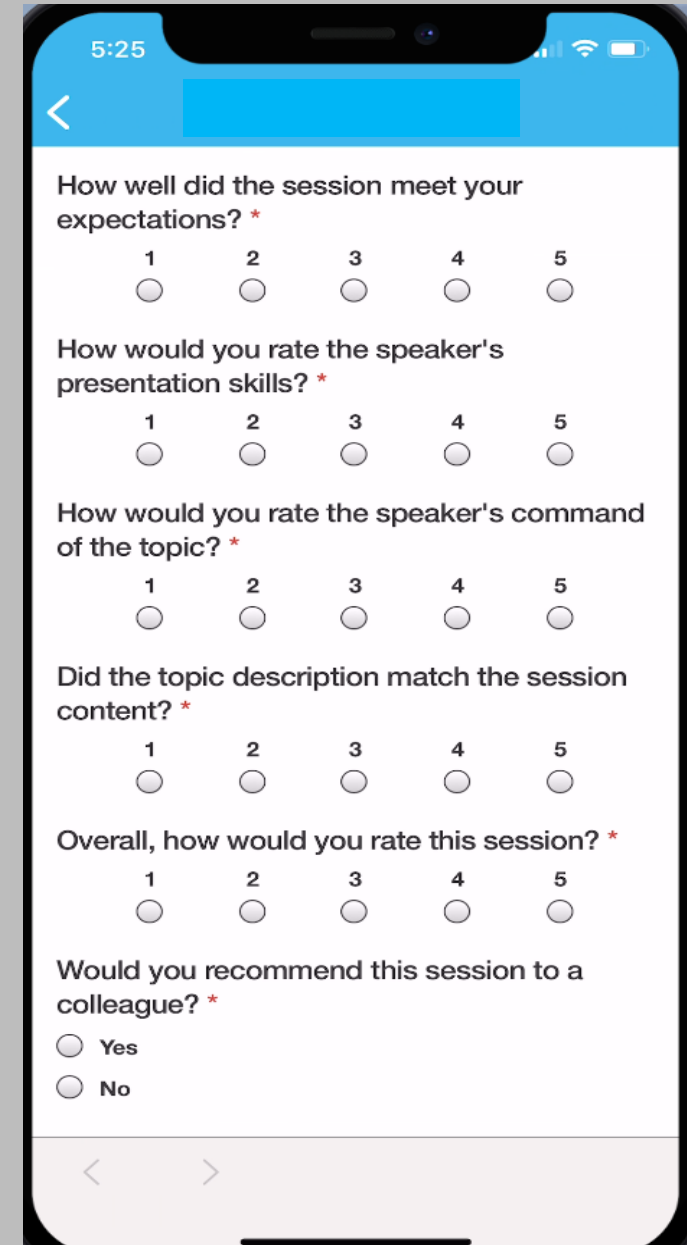 5:25
How well did the session meet your
expectations? *
1 2 3 4 5
How would you rate the speaker's
presentation skills? *
1 2 3 4 5
How would you rate the speaker's command
of the topic? *
1 2 3 4 5
Did the topic description match the session
content? *
1 2 3 4 5
Overall, how would you rate this session? *
1 2 3 4 5
Would you recommend this session to a
colleague? *
Yes
No